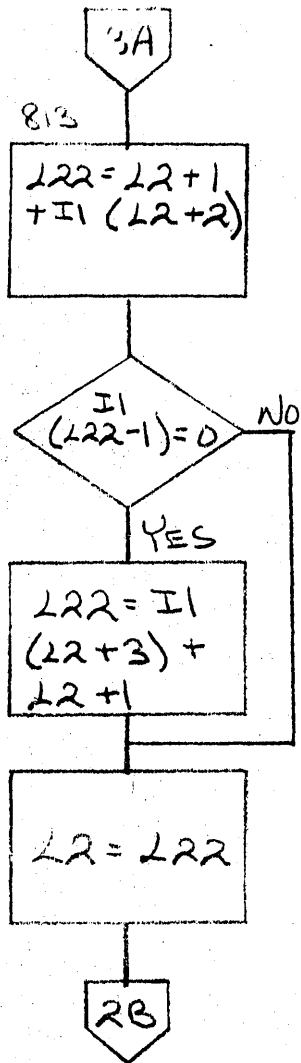 3A
813
L22 = L2+1
+I1 (L2+2)
I1
(L22-1)=0
NO
YES
L22 = I1
(L2+3) +
L2+1
L2 = L22
2B